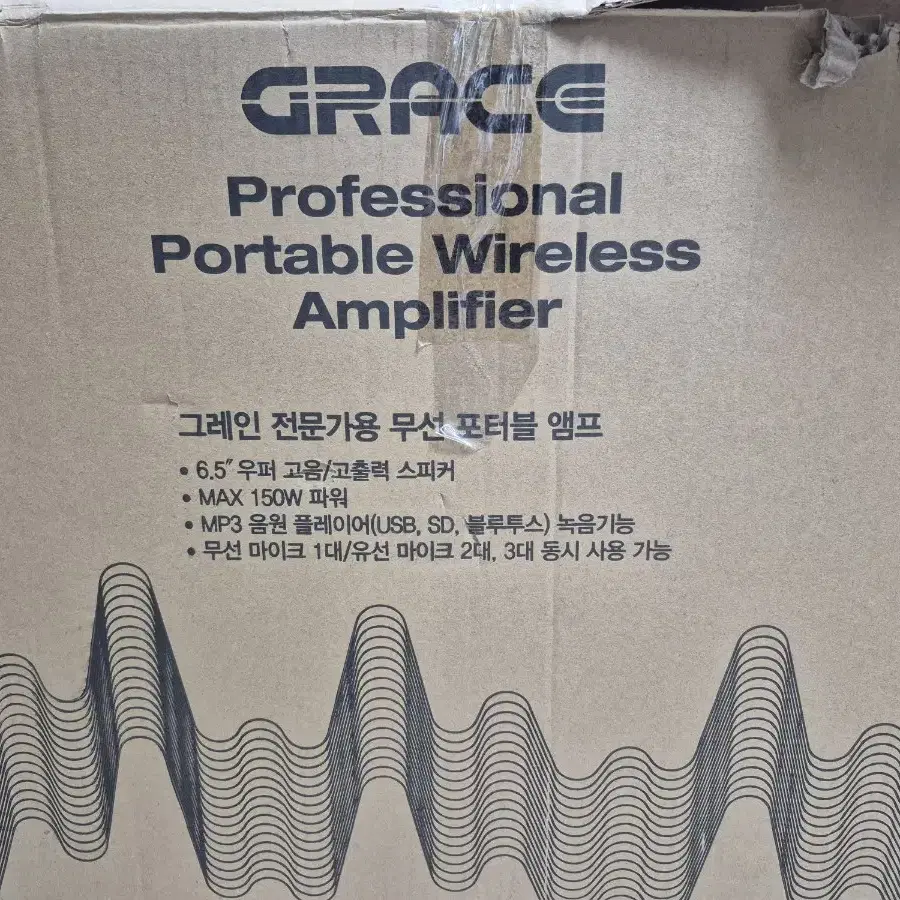 GRACE
Professional
Portable Wireless
Amplifier
그레인 전문가용 무선 포터블 앰프
• 6.5" 우퍼 고음/고출력 스피커
• MAX 150W 파워
• MP3 음원 플레이어(USB, SD, 블루투스) 녹음기능
• 무선 마이크 1대/유선 마이크 2대, 3대 동시 사용 가능